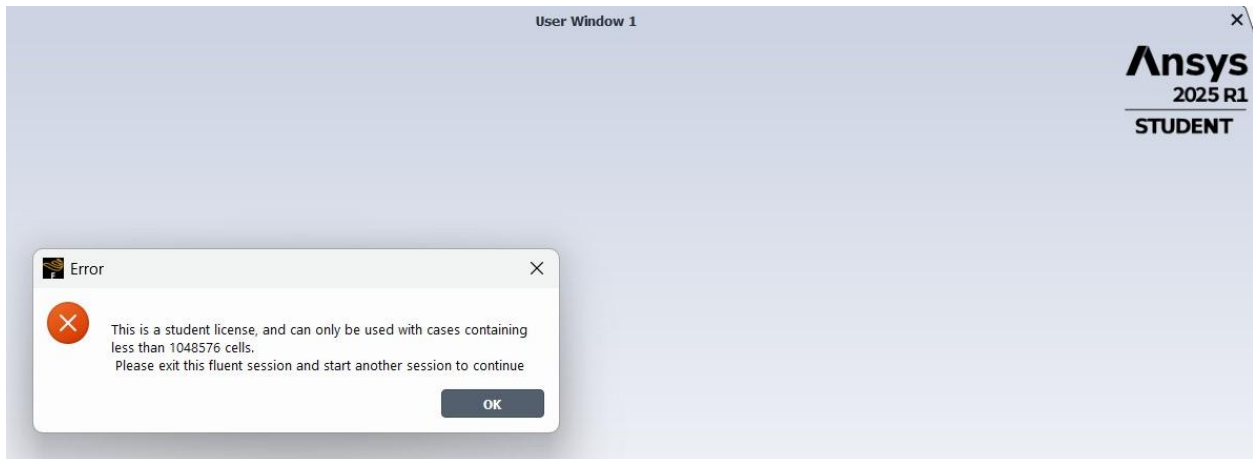 User Window 1
Ansys
2025 R1
STUDENT
Error
This is a student license, and can only be used with cases containing
less than 1048576 cells.
Please exit this fluent session and start another session to continue
OK